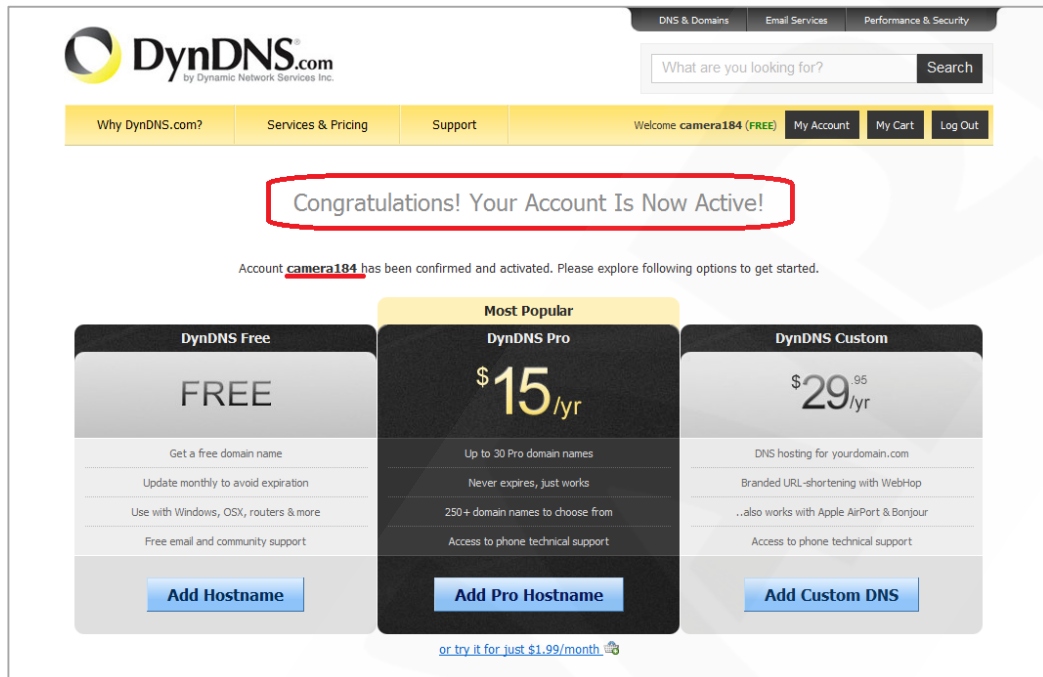 DNS & Domains Email Services Performance & Security
DynDNS.com
by Dynamic Network Services Inc.
What are you looking for? Search
Why DynDNS.com? Services & Pricing Support Welcome camera184 (FREE) My Account My Cart Log Out
Congratulations! Your Account Is Now Active!
Account camera184 has been confirmed and activated. Please explore following options to get started.
Most Popular
DynDNS Free DynDNS Pro DynDNS Custom
FREE $15/yr $29.95/yr
Get a free domain name Up to 30 Pro domain names DNS hosting for yourdomain.com
Update monthly to avoid expiration Never expires, just works Branded URL-shortening with WebHop
Use with Windows, OSX, routers & more 250+ domain names to choose from ..also works with Apple AirPort & Bonjour
Free email and community support Access to phone technical support Access to phone technical support
Add Hostname Add Pro Hostname Add Custom DNS
or try it for just $1.99/month